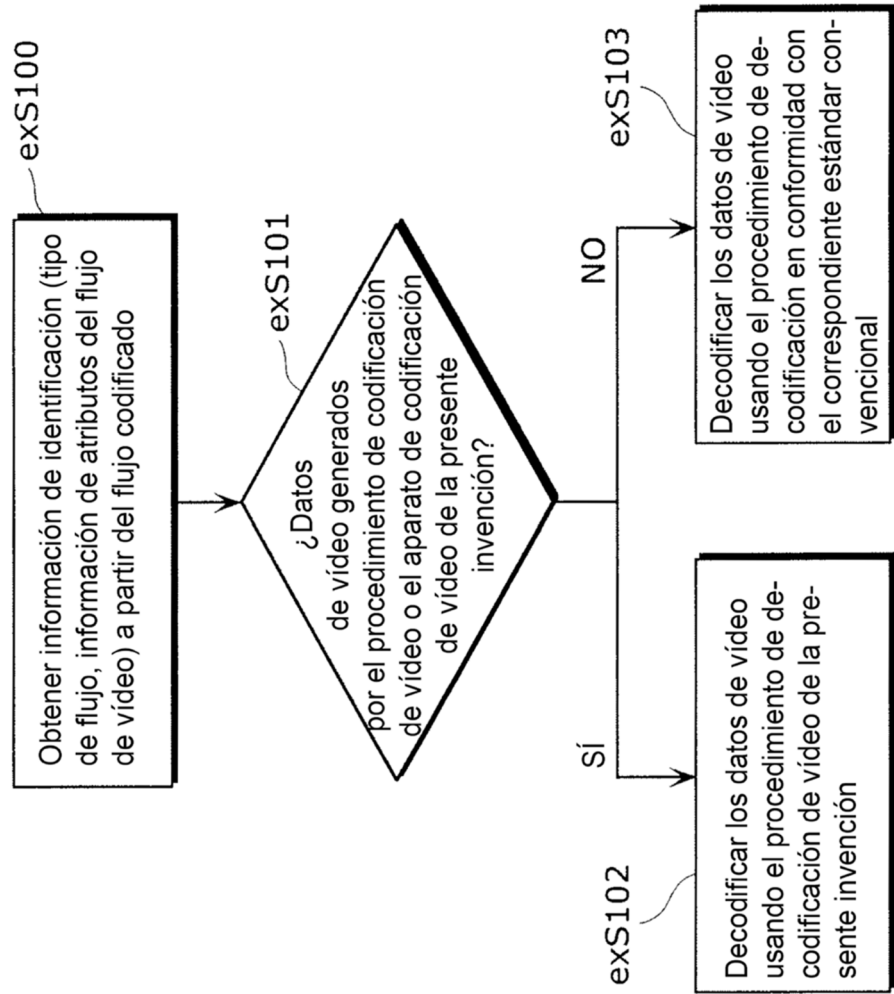 exS100
Obtener información de identificación (tipo
de flujo, información de atributos del flujo
de vídeo) a partir del flujo codificado
exS101
¿Datos
de vídeo generados
por el procedimiento de codificación
de vídeo o el aparato de codificación
de vídeo de la presente
invención?
SÍ
NO
exS102
Decodificar los datos de vídeo
usando el procedimiento de de-
codificación de vídeo de la pre-
sente invención
exS103
Decodificar los datos de vídeo
usando el procedimiento de de-
codificación en conformidad con
el correspondiente estándar con-
vencional